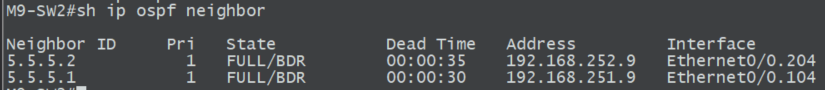 M9-SW2#sh ip ospf neighbor
Neighbor ID     Pri   State           Dead Time   Address         Interface
5.5.5.2           1   FULL/BDR        00:00:35    192.168.252.9   Ethernet0/0.204
5.5.5.1           1   FULL/BDR        00:00:30    192.168.251.9   Ethernet0/0.104
M9-SW2#